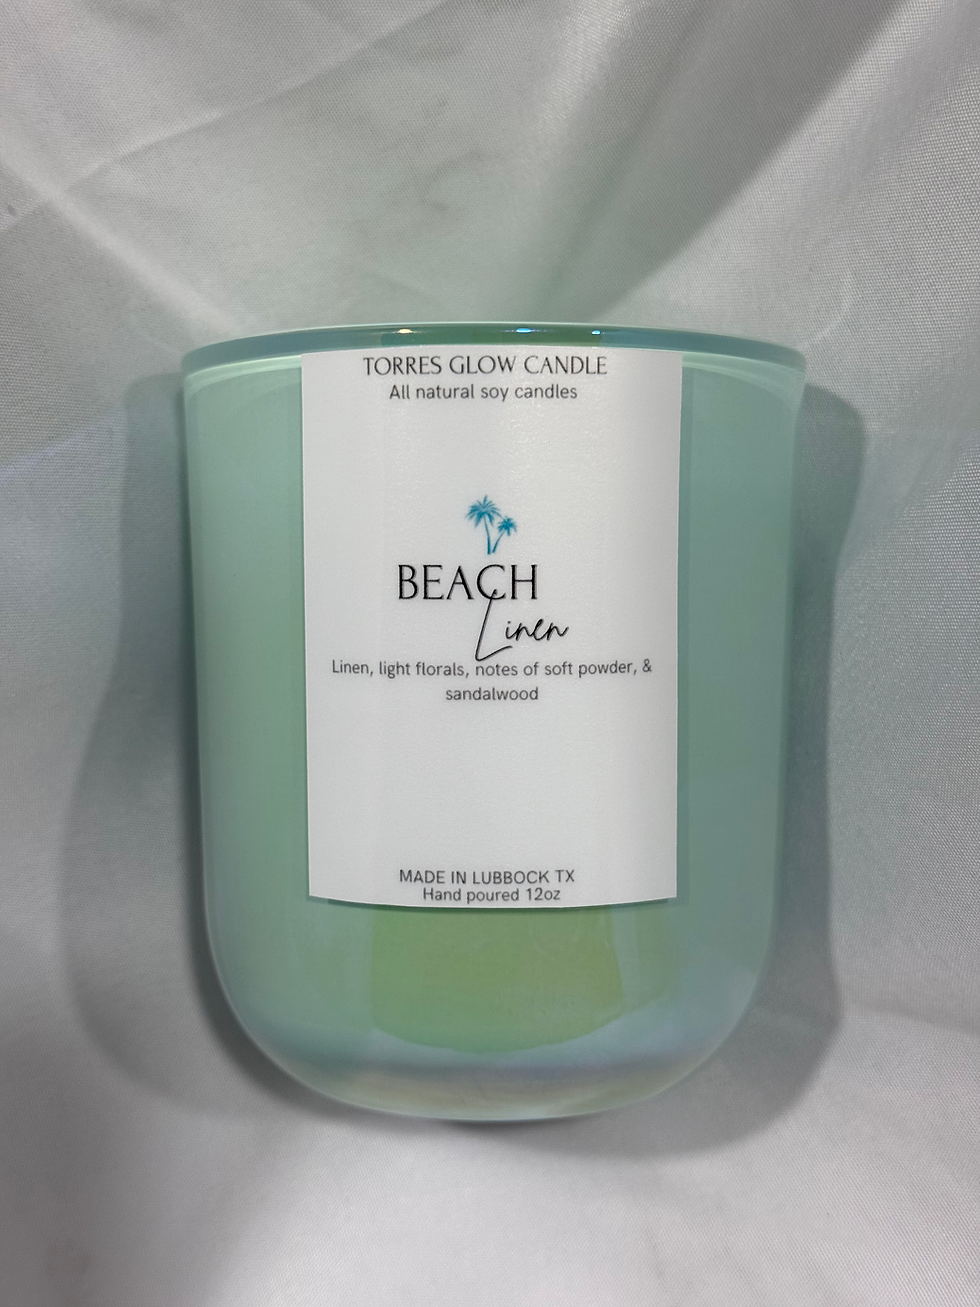 TORRES GLOW CANDLE
All natural soy candles
BEACH
Linen
Linen, light florals, notes of soft powder, &
sandalwood
MADE IN LUBBOCK TX
Hand poured 12oz